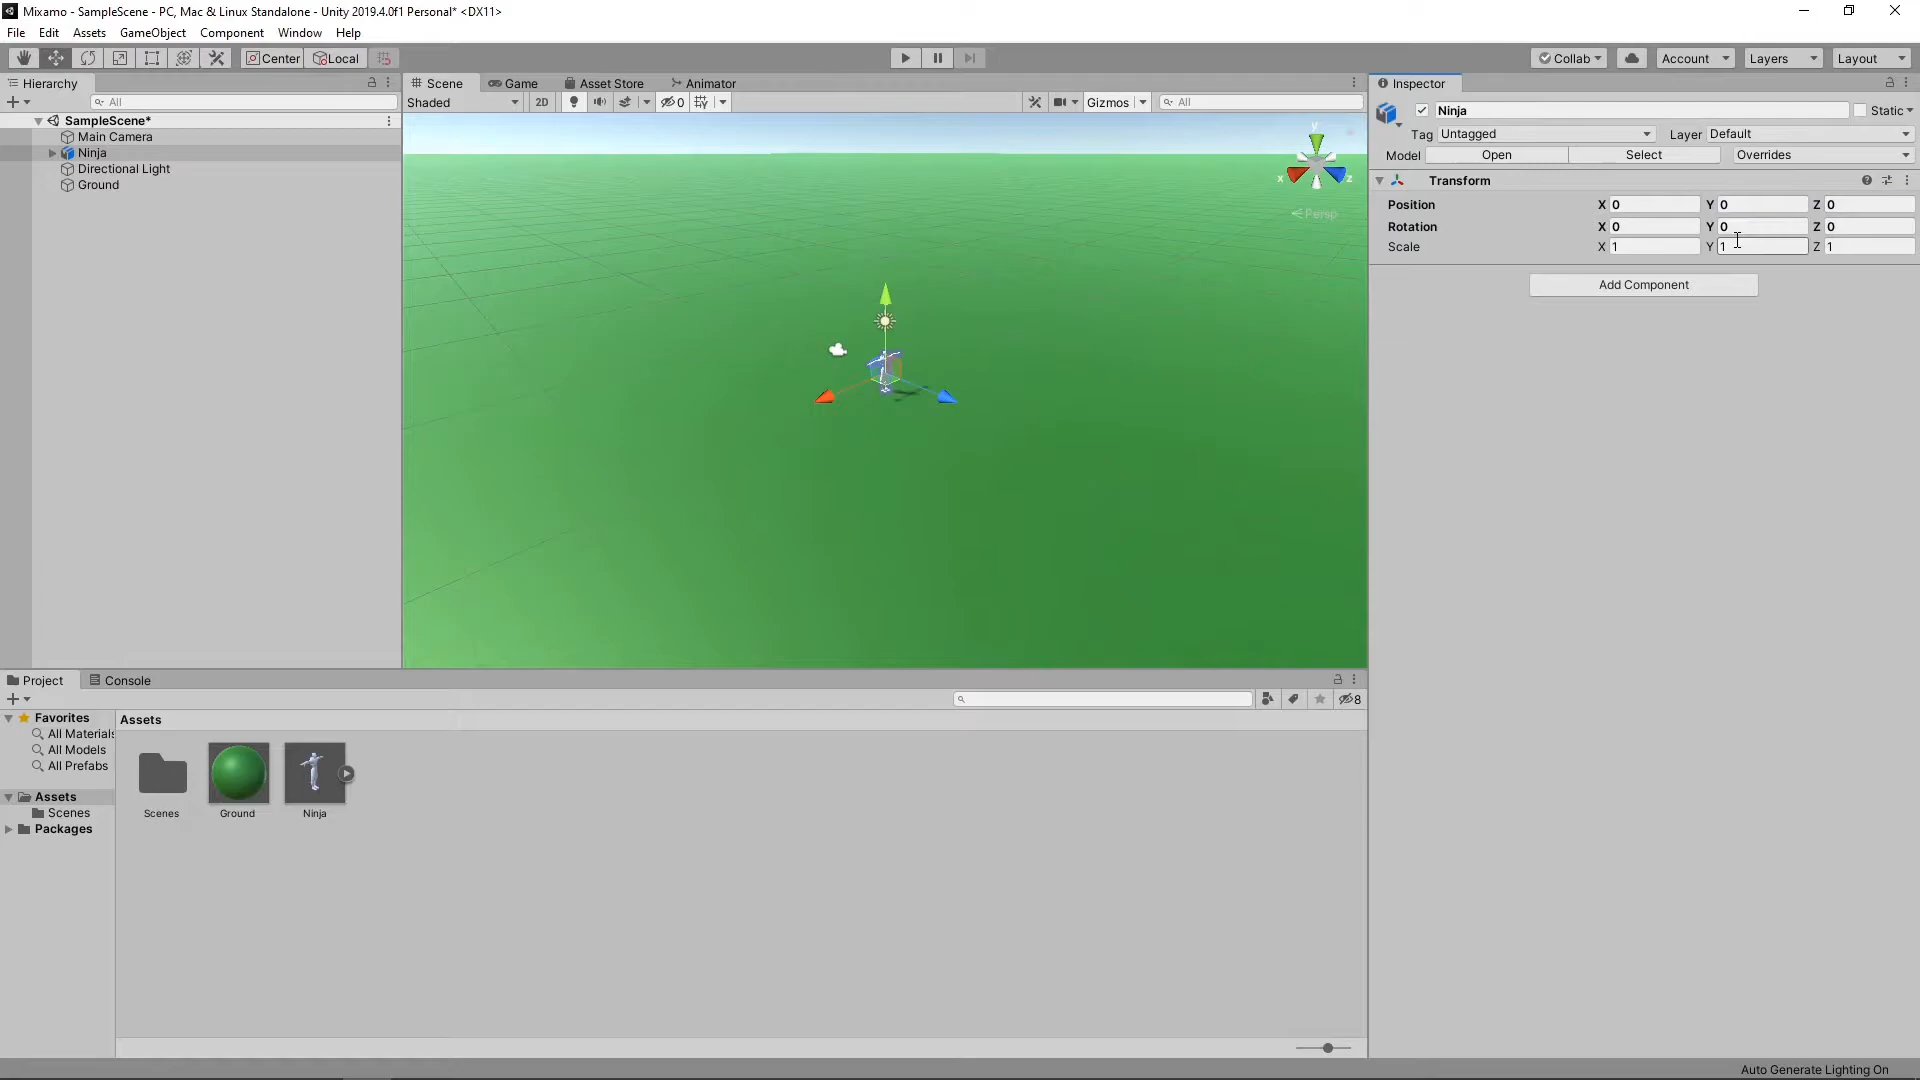 Mixamo - SampleScene - PC, Mac & Linux Standalone - Unity 2019.4.0f1 Personal* <DX11>
File Edit Assets GameObject Component Window Help
Center Local Collab Account Layers Layout
Hierarchy
All
SampleScene*
Main Camera
Ninja
Directional Light
Ground
Scene Game Asset Store Animator
Shaded 2D 0 Gizmos All
y
x z
Persp
Inspector
Ninja Static
Tag Untagged Layer Default
Model Open Select Overrides
Transform
Position X 0 Y 0 Z 0
Rotation X 0 Y 0 Z 0
Scale X 1 Y 1 Z 1
Add Component
Project Console
8
Favorites
All Materials
All Models
All Prefabs
Assets
Scenes
Packages
Assets
Scenes Ground Ninja
Auto Generate Lighting On